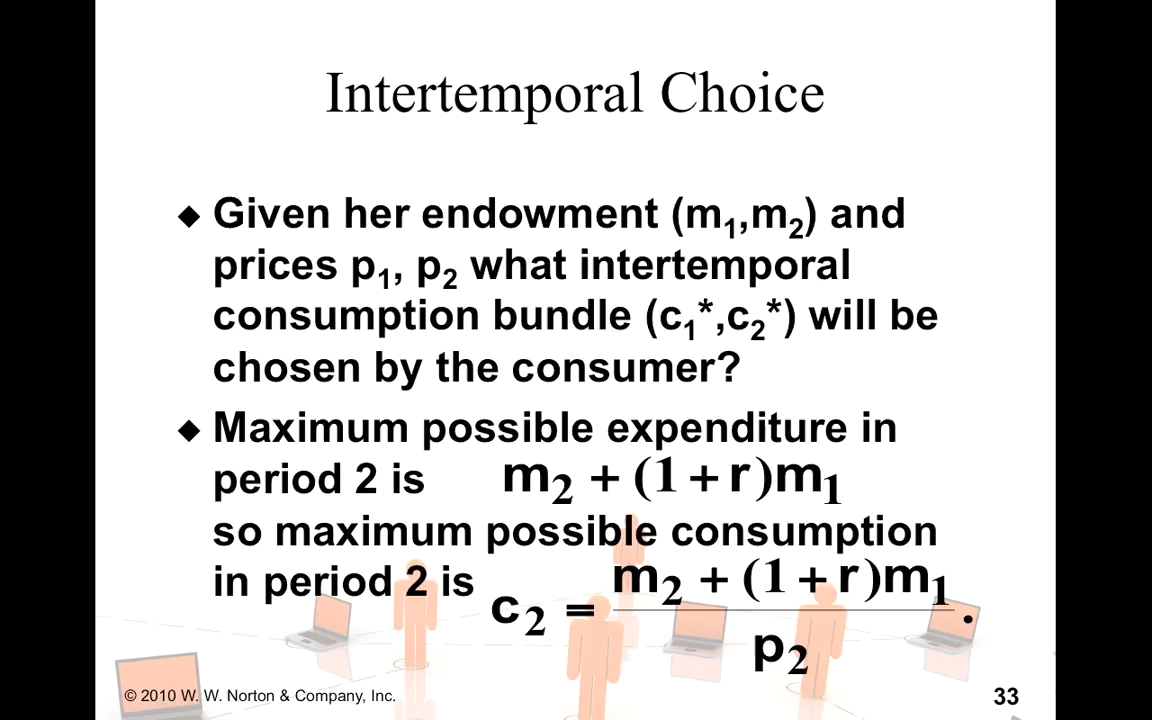 Intertemporal Choice
◆ Given her endowment (m₁,m₂) and
prices p₁, p₂ what intertemporal
consumption bundle (c₁*,c₂*) will be
chosen by the consumer?
◆ Maximum possible expenditure in
period 2 is m₂ + (1 + r)m₁
so maximum possible consumption
in period 2 is c₂ = (m₂ + (1 + r)m₁) / p₂ .
© 2010 W. W. Norton & Company, Inc. 33